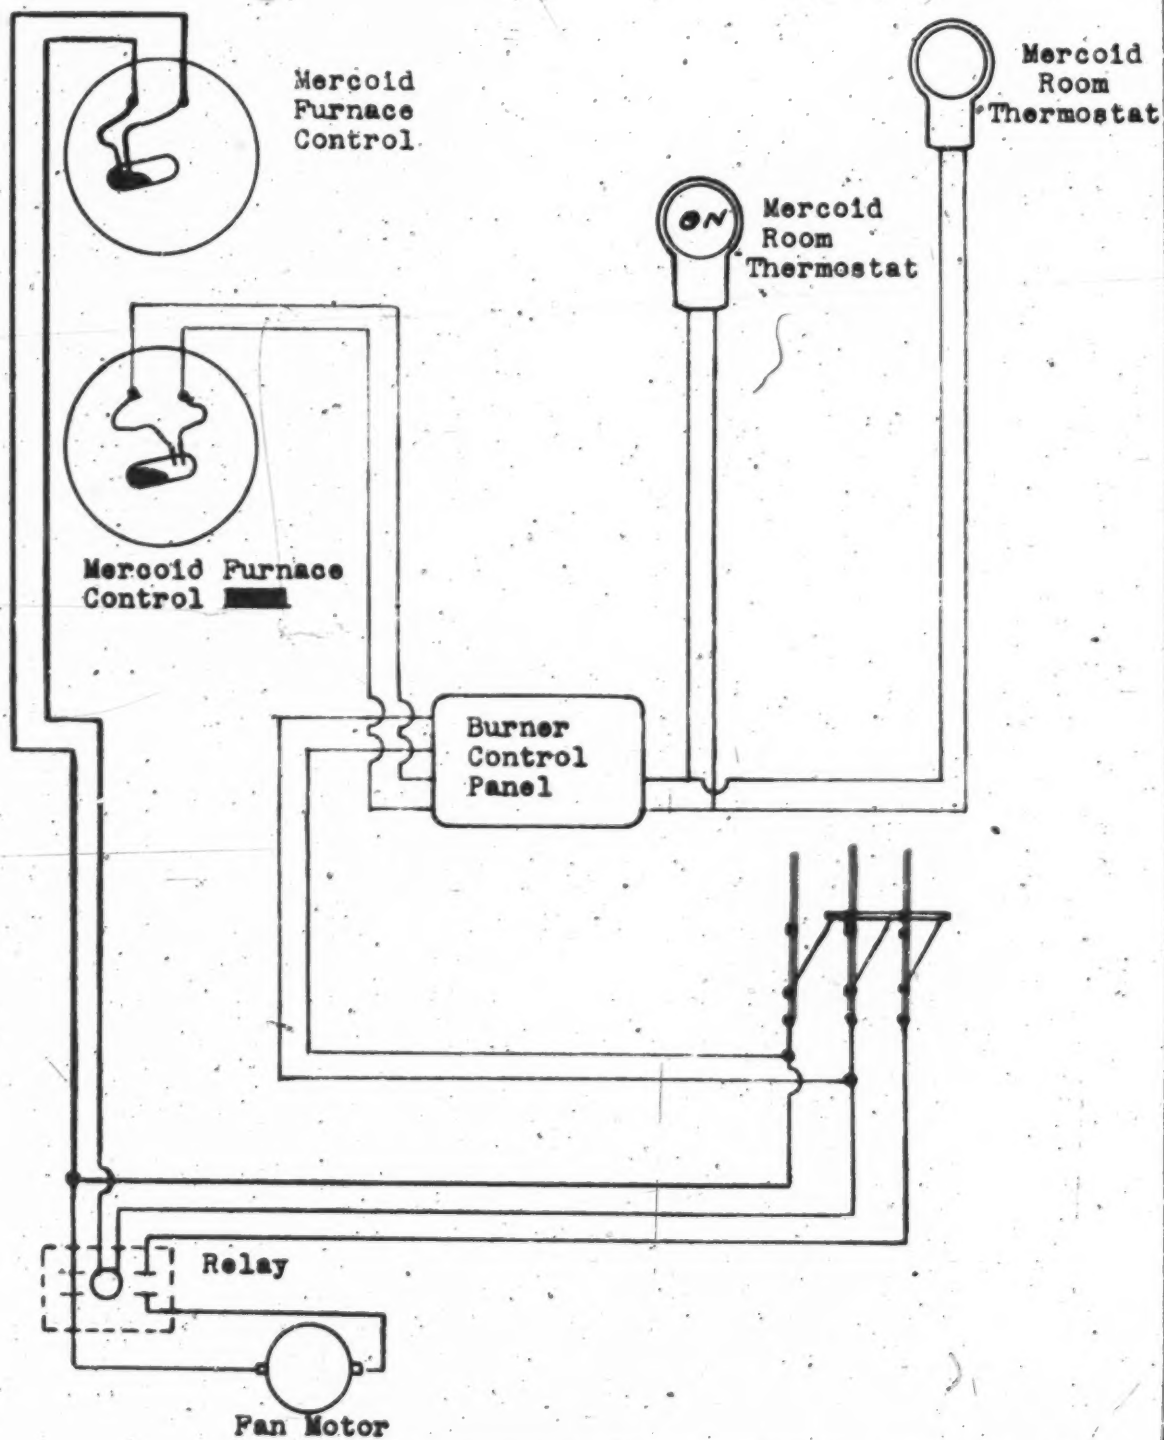 Mercoid
Furnace
Control
Mercoid
Room
Thermostat
ON
Mercoid
Room
Thermostat
Mercoid Furnace
Control
Burner
Control
Panel
Relay
Fan Motor